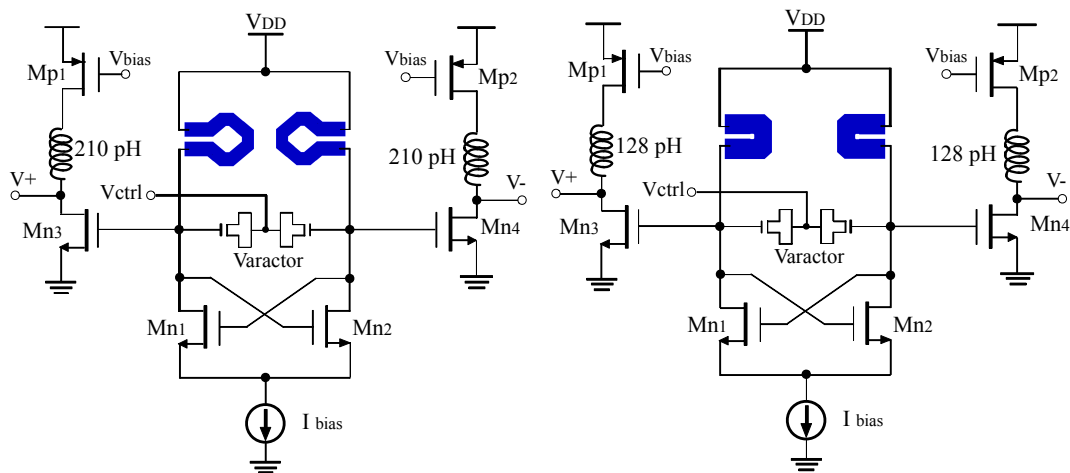 VDD
Vbias
Mp1
Vbias
Mp2
210 pH
210 pH
V+
Vctrl
V-
Mn3
Mn4
Varactor
Mn1
Mn2
I bias
VDD
Vbias
Mp1
Vbias
Mp2
128 pH
128 pH
V+
Vctrl
V-
Mn3
Mn4
Varactor
Mn1
Mn2
I bias